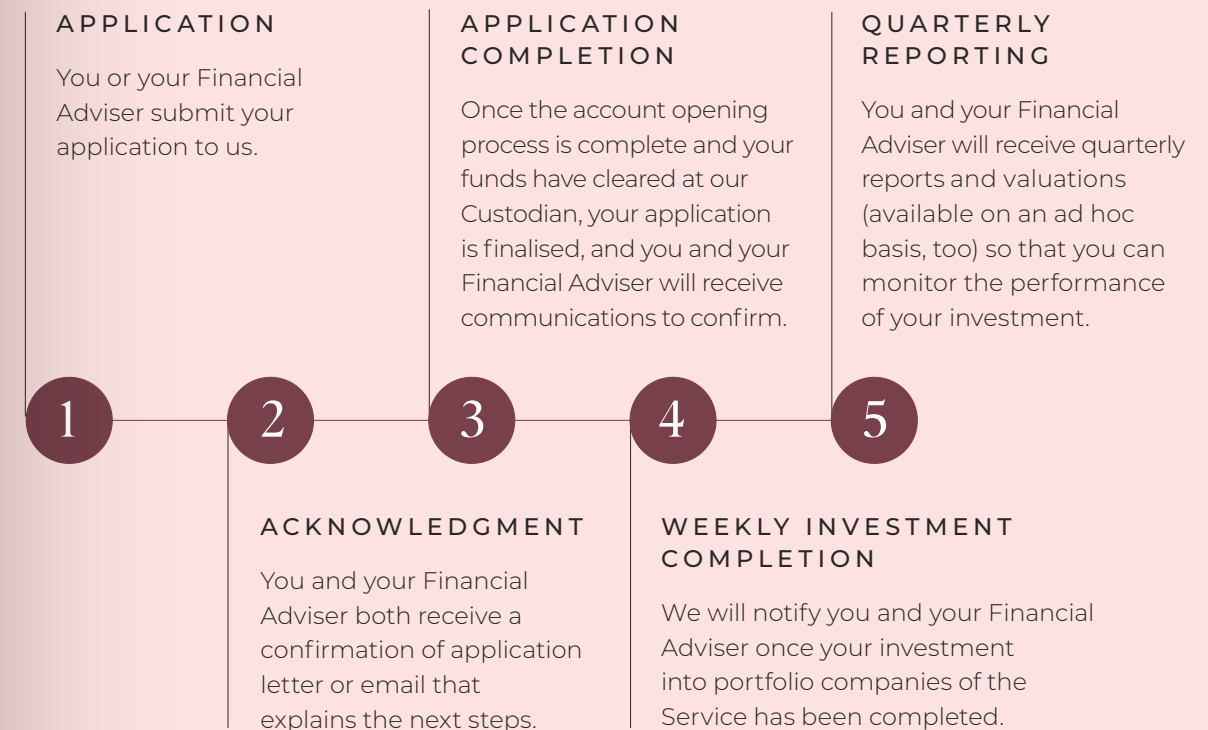 APPLICATION
You or your Financial
Adviser submit your
application to us.
APPLICATION
COMPLETION
Once the account opening
process is complete and your
funds have cleared at our
Custodian, your application
is finalised, and you and your
Financial Adviser will receive
communications to confirm.
QUARTERLY
REPORTING
You and your Financial
Adviser will receive quarterly
reports and valuations
(available on an ad hoc
basis, too) so that you can
monitor the performance
of your investment.
1
2
3
4
5
ACKNOWLEDGMENT
You and your Financial
Adviser both receive a
confirmation of application
letter or email that
explains the next steps.
WEEKLY INVESTMENT
COMPLETION
We will notify you and your Financial
Adviser once your investment
into portfolio companies of the
Service has been completed.